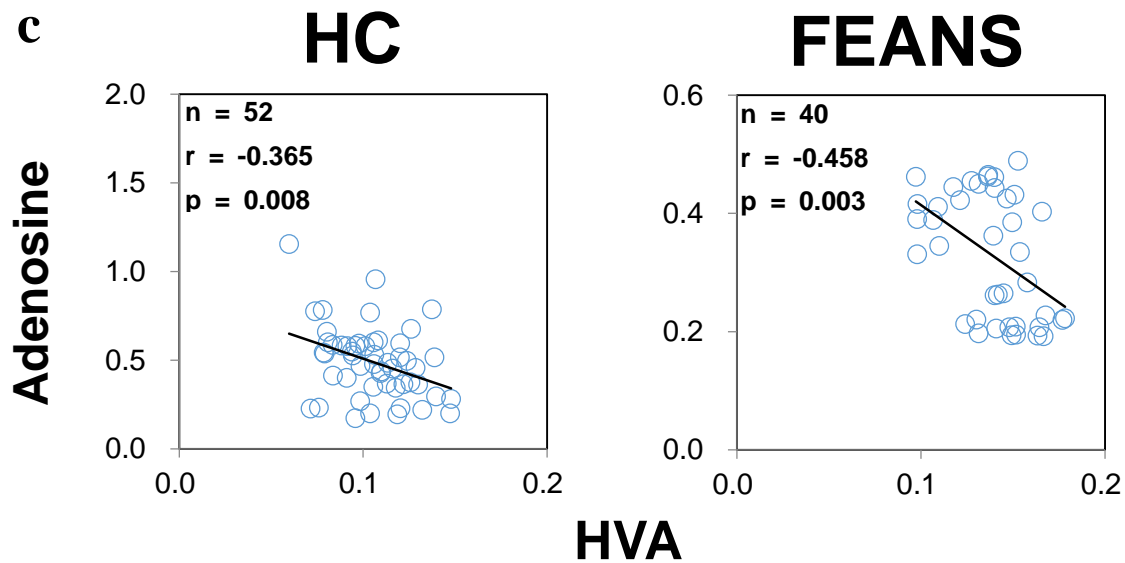 c
HC
FEANS
Adenosine
2.0
1.5
1.0
0.5
0.0
n = 52
r = -0.365
p = 0.008
0.0
0.1
0.2
0.6
0.4
0.2
0.0
n = 40
r = -0.458
p = 0.003
0.0
0.1
0.2
HVA